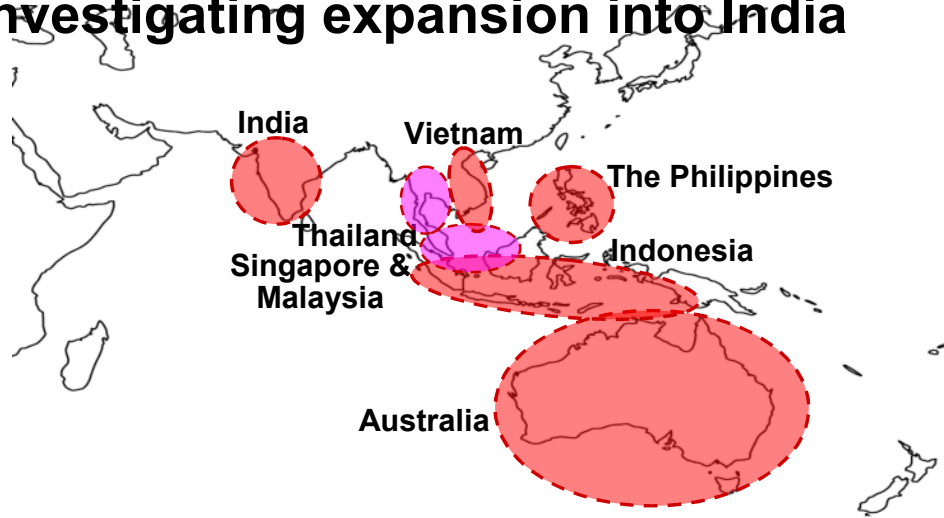 nvestigating expansion into India
India
Vietnam
The Philippines
Thailand
Indonesia
Singapore &
Malaysia
Australia